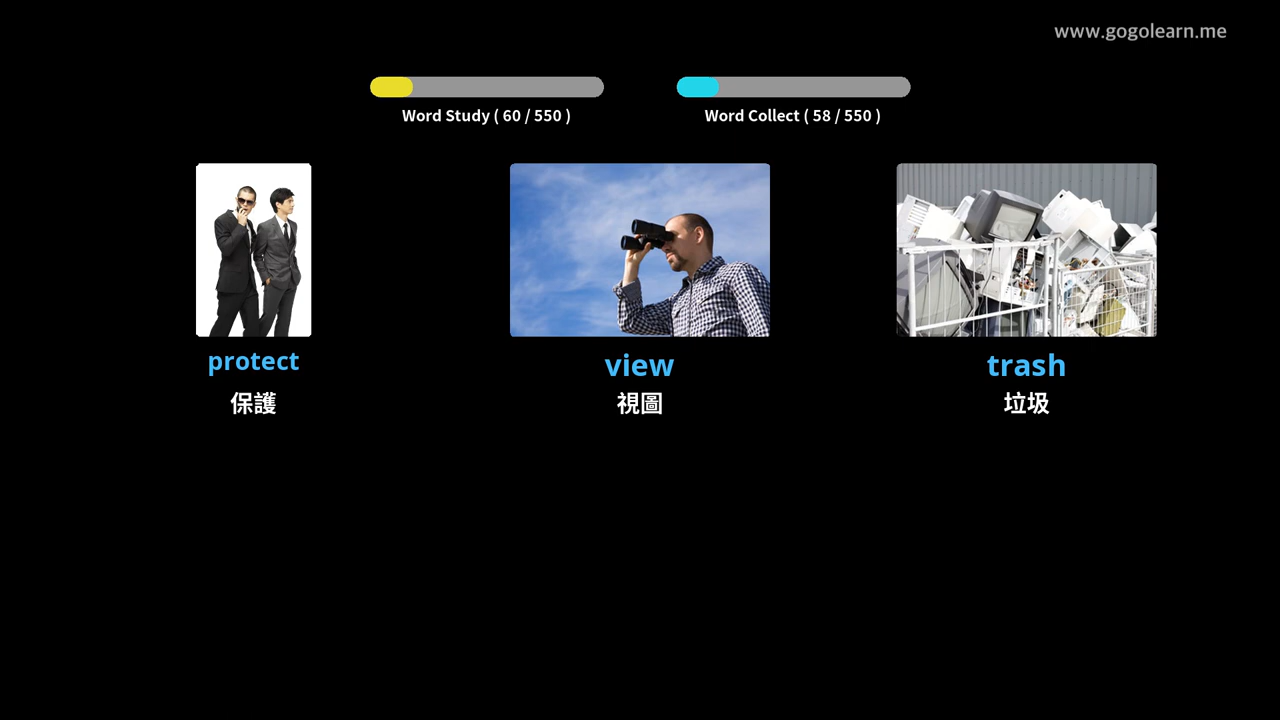 www.gogolearn.me
Word Study ( 60 / 550 )
Word Collect ( 58 / 550 )
protect
保護
view
視圖
trash
垃圾